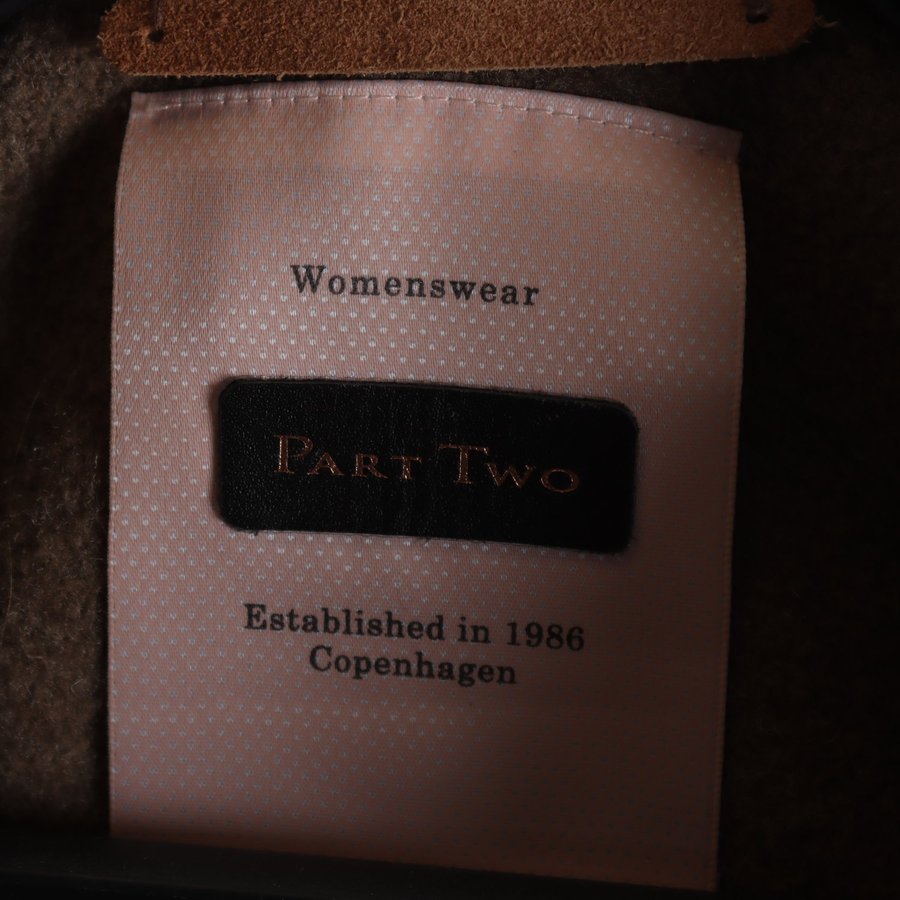 Womenswear
PART TWO
Established in 1986
Copenhagen